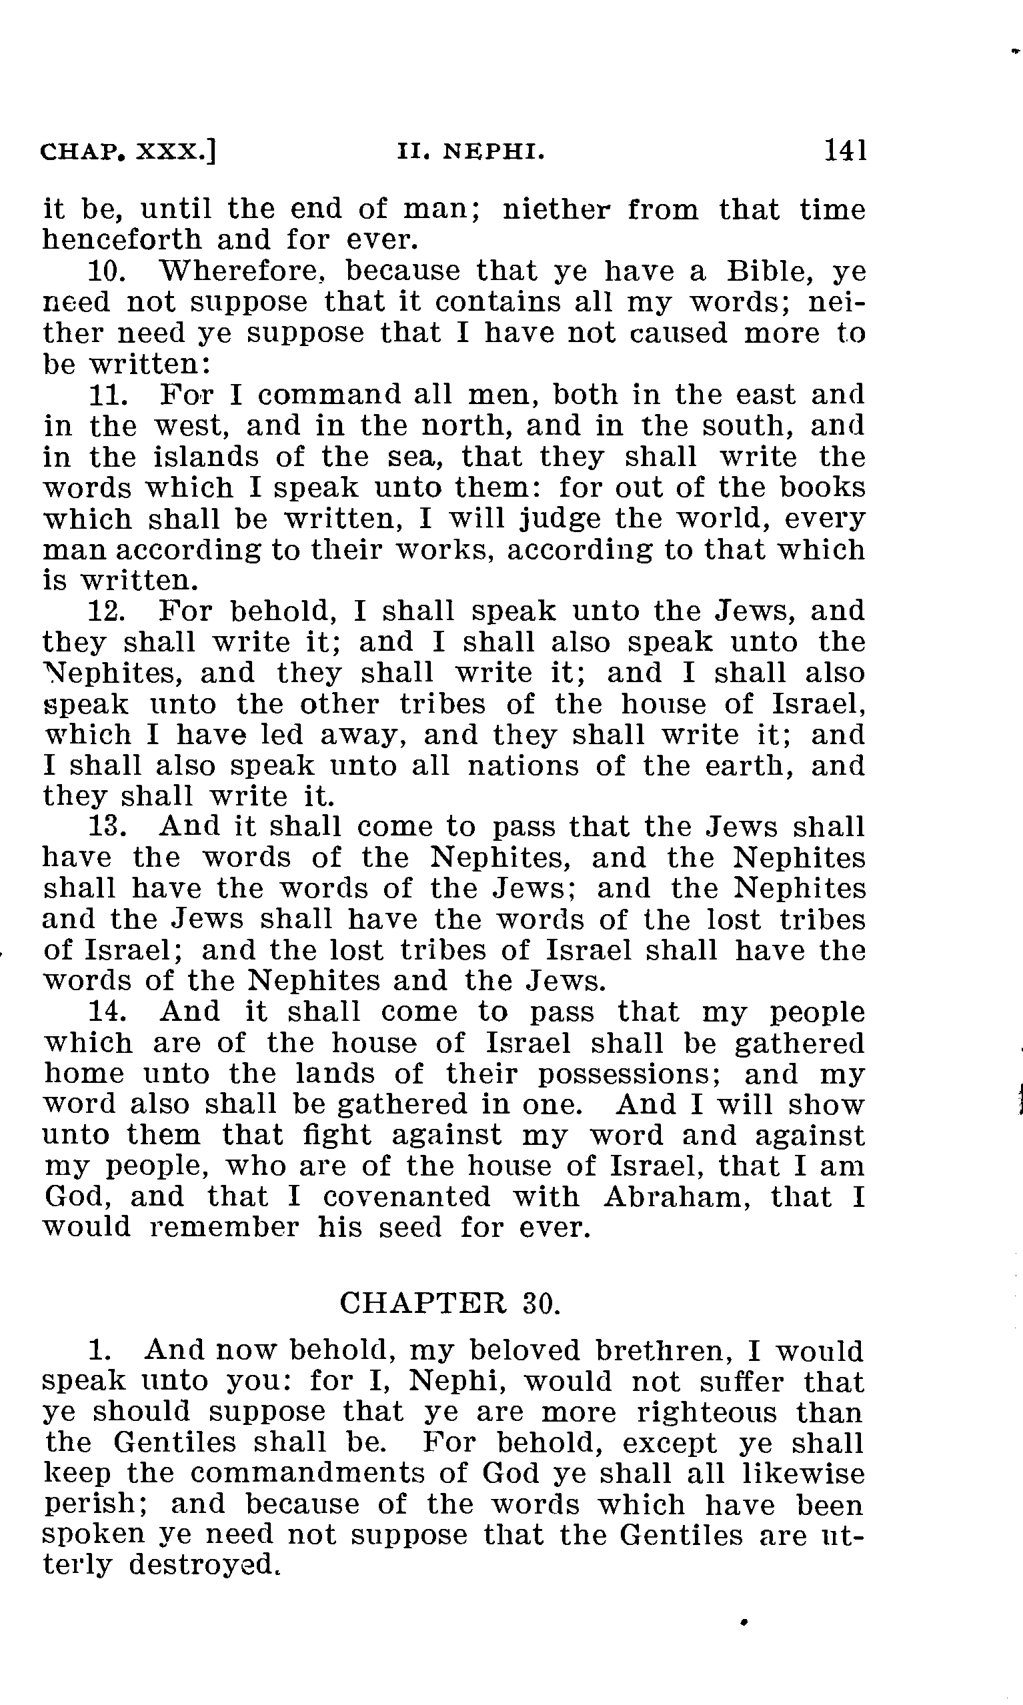 CHAP. XXX.] II. NEPHI. 141
it be, until the end of man; niether from that time
henceforth and for ever.
10. Wherefore, because that ye have a Bible, ye
need not suppose that it contains all my words; nei-
ther need ye suppose that I have not caused more to
be written:
11. For I command all men, both in the east and
in the west, and in the north, and in the south, and
in the islands of the sea, that they shall write the
words which I speak unto them: for out of the books
which shall be written, I will judge the world, every
man according to their works, according to that which
is written.
12. For behold, I shall speak unto the Jews, and
they shall write it; and I shall also speak unto the
Nephites, and they shall write it; and I shall also
speak unto the other tribes of the house of Israel,
which I have led away, and they shall write it; and
I shall also speak unto all nations of the earth, and
they shall write it.
13. And it shall come to pass that the Jews shall
have the words of the Nephites, and the Nephites
shall have the words of the Jews; and the Nephites
and the Jews shall have the words of the lost tribes
of Israel; and the lost tribes of Israel shall have the
words of the Nephites and the Jews.
14. And it shall come to pass that my people
which are of the house of Israel shall be gathered
home unto the lands of their possessions; and my
word also shall be gathered in one. And I will show
unto them that fight against my word and against
my people, who are of the house of Israel, that I am
God, and that I covenanted with Abraham, that I
would remember his seed for ever.
CHAPTER 30.
1. And now behold, my beloved brethren, I would
speak unto you: for I, Nephi, would not suffer that
ye should suppose that ye are more righteous than
the Gentiles shall be. For behold, except ye shall
keep the commandments of God ye shall all likewise
perish; and because of the words which have been
spoken ye need not suppose that the Gentiles are ut-
terly destroyed.